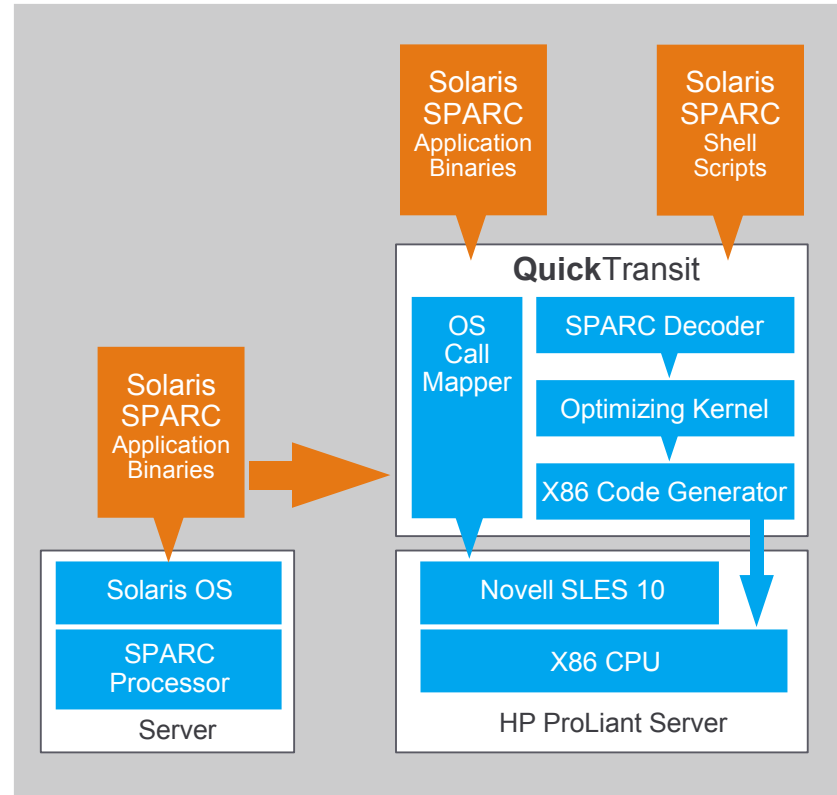 Solaris
SPARC
Application
Binaries
Solaris
SPARC
Shell
Scripts
QuickTransit
OS
Call
Mapper
SPARC Decoder
Optimizing Kernel
X86 Code Generator
Solaris
SPARC
Application
Binaries
Solaris OS
SPARC
Processor
Server
Novell SLES 10
X86 CPU
HP ProLiant Server